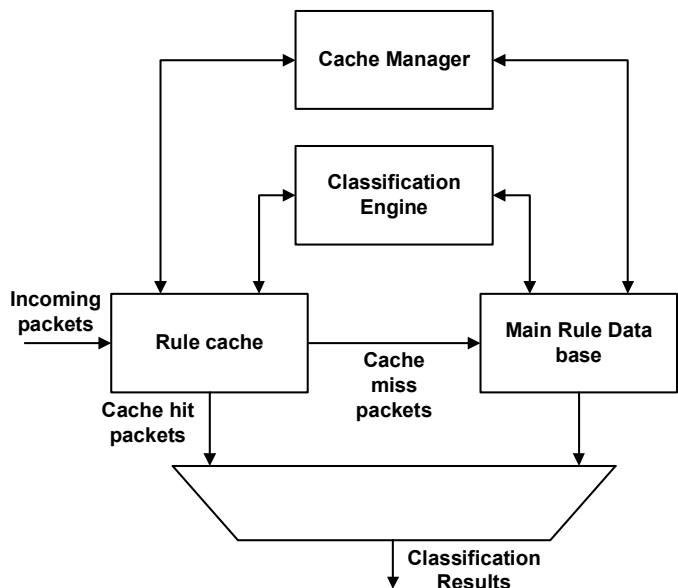 Cache Manager
Classification
Engine
Incoming
packets
Rule cache
Cache
miss
packets
Main Rule Data
base
Cache hit
packets
Classification
Results